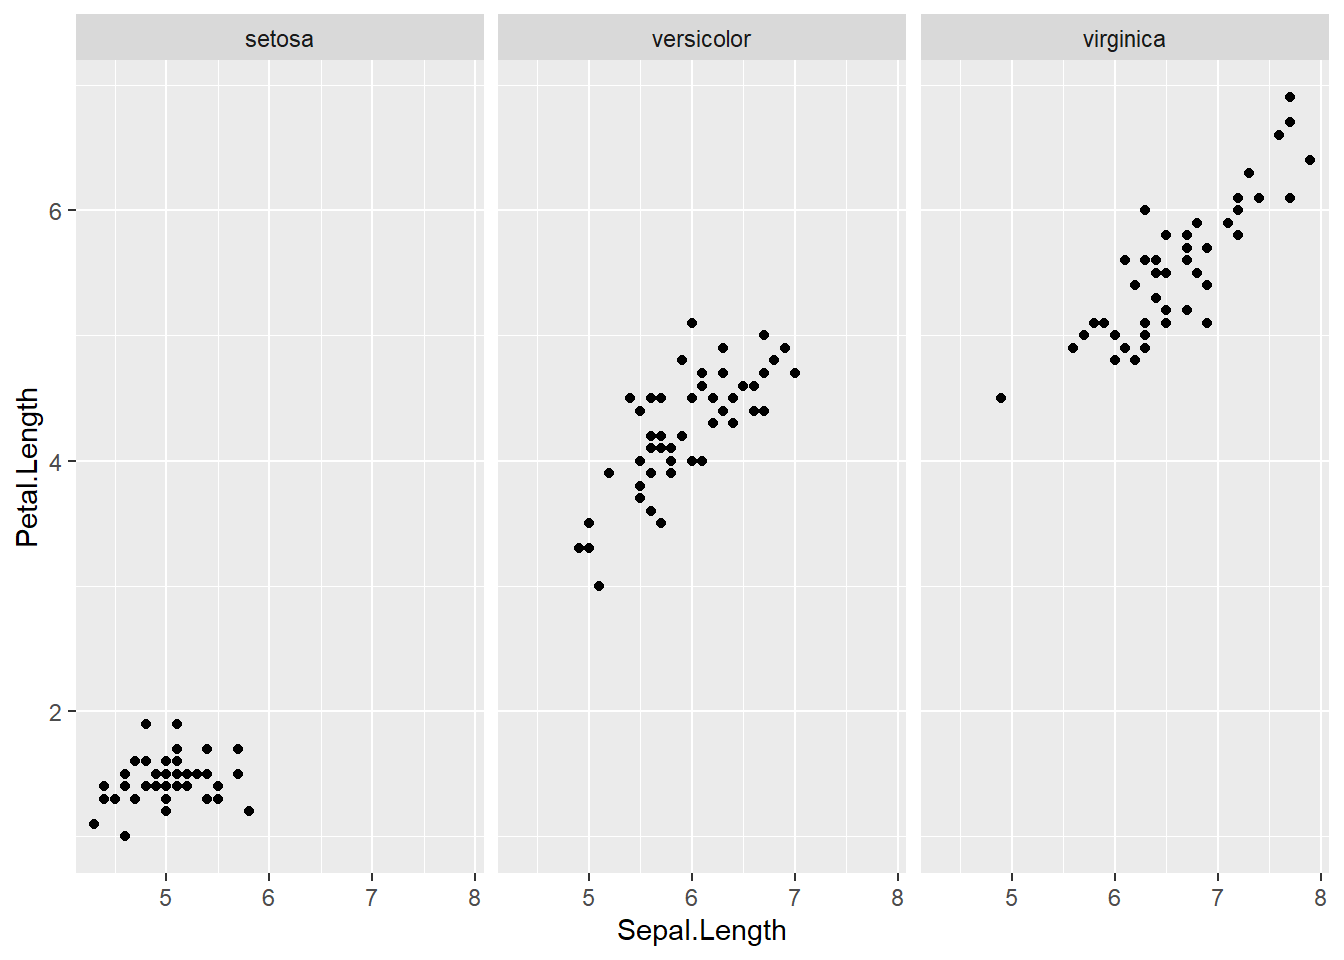 setosa
versicolor
virginica
Petal.Length
6
4
2
5 6 7 8
5 6 7 8
5 6 7 8
Sepal.Length